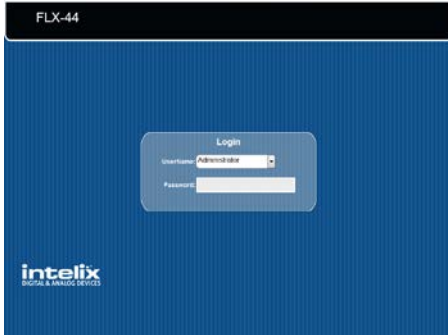 FLX-44
Login
UserName: Administrator
Password:
intelix
DIGITAL & ANALOG DEVICES